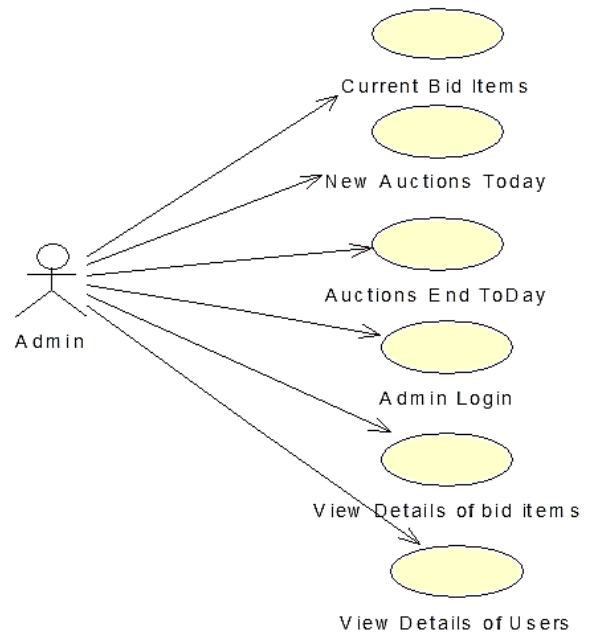 Current Bid Items
New Auctions Today
Auctions End ToDay
Admin
Admin Login
View Details of bid items
View Details of Users